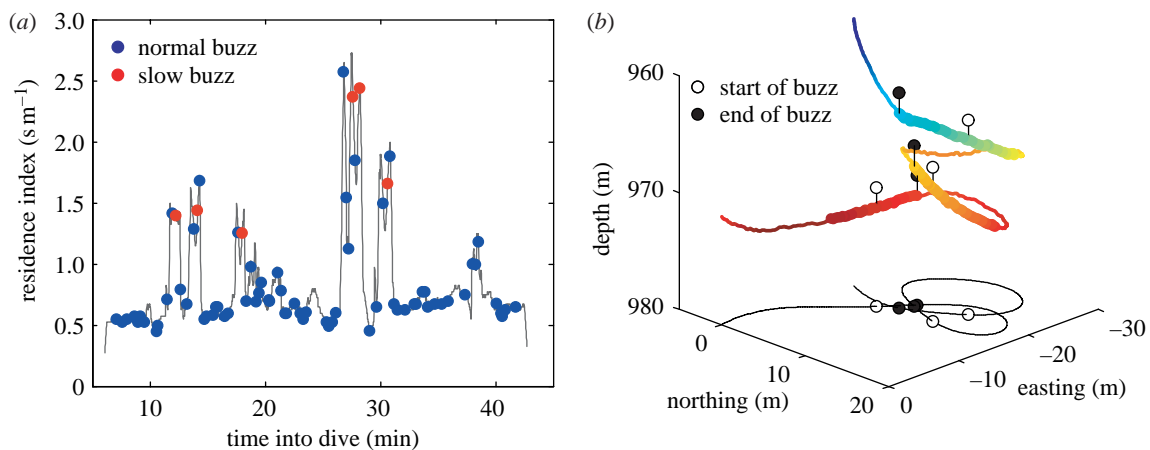 (a)
3.0
2.5
2.0
1.5
1.0
0.5
0
residence index (s m⁻¹)
normal buzz
slow buzz
10
20
30
40
time into dive (min)
(b)
960
970
980
depth (m)
start of buzz
end of buzz
0
10
20
northing (m)
0
–10
–20
–30
easting (m)